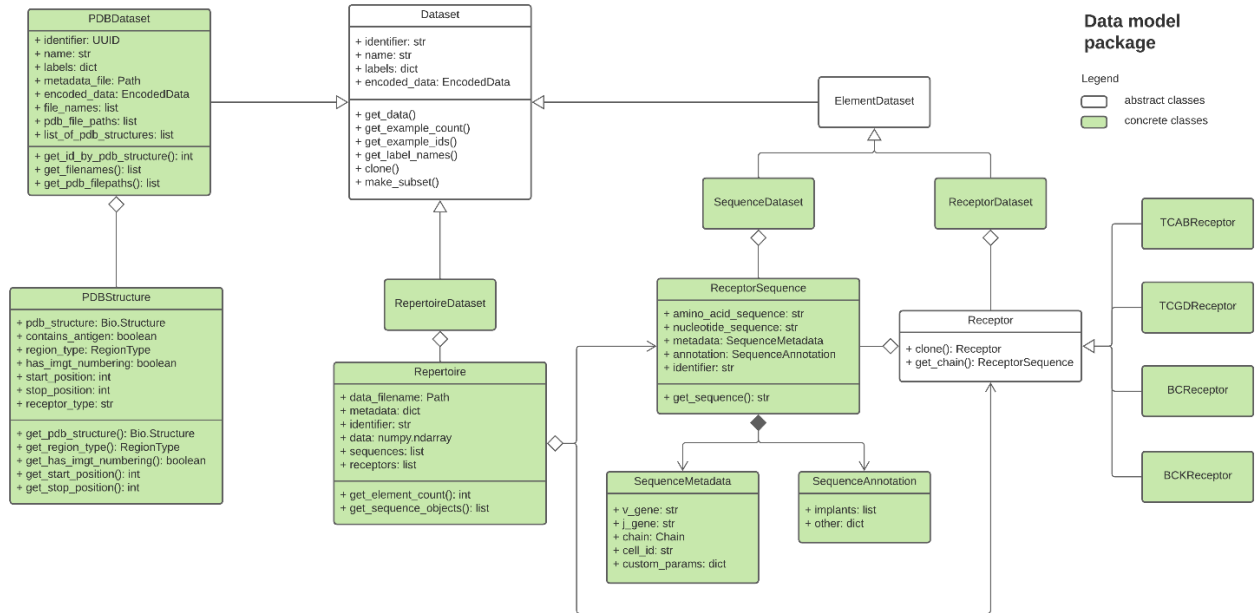 PDBDataset
+ identifier: UUID
+ name: str
+ labels: dict
+ metadata_file: Path
+ encoded_data: EncodedData
+ file_names: list
+ pdb_file_paths: list
+ list_of_pdb_structures: list
+ get_id_by_pdb_structure(): int
+ get_filenames(): list
+ get_pdb_filepaths(): list
Dataset
+ identifier: str
+ name: str
+ labels: dict
+ encoded_data: EncodedData
+ get_data()
+ get_example_count()
+ get_example_ids()
+ get_label_names()
+ clone()
+ make_subset()
ElementDataset
Data model
package
Legend
abstract classes
concrete classes
SequenceDataset
ReceptorDataset
TCABReceptor
TCGDReceptor
BCReceptor
BCKReceptor
PDBStructure
+ pdb_structure: Bio.Structure
+ contains_antigen: boolean
+ region_type: RegionType
+ has_imgt_numbering: boolean
+ start_position: int
+ stop_position: int
+ receptor_type: str
+ get_pdb_structure(): Bio.Structure
+ get_region_type(): RegionType
+ get_has_imgt_numbering(): boolean
+ get_start_position(): int
+ get_stop_position(): int
RepertoireDataset
Repertoire
+ data_filename: Path
+ metadata: dict
+ identifier: str
+ data: numpy.ndarray
+ sequences: list
+ receptors: list
+ get_element_count(): int
+ get_sequence_objects(): list
ReceptorSequence
+ amino_acid_sequence: str
+ nucleotide_sequence: str
+ metadata: SequenceMetadata
+ annotation: SequenceAnnotation
+ identifier: str
+ get_sequence(): str
Receptor
+ clone(): Receptor
+ get_chain(): ReceptorSequence
SequenceMetadata
+ v_gene: str
+ j_gene: str
+ chain: Chain
+ cell_id: str
+ custom_params: dict
SequenceAnnotation
+ implants: list
+ other: dict